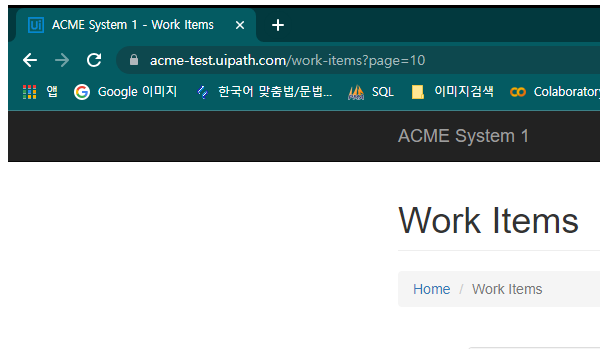 Ui ACME System 1 - Work Items
acme-test.uipath.com/work-items?page=10
앱 Google 이미지 한국어 맞춤법/문법... SQL 이미지검색 Colaboratory
ACME System 1
Work Items
Home / Work Items